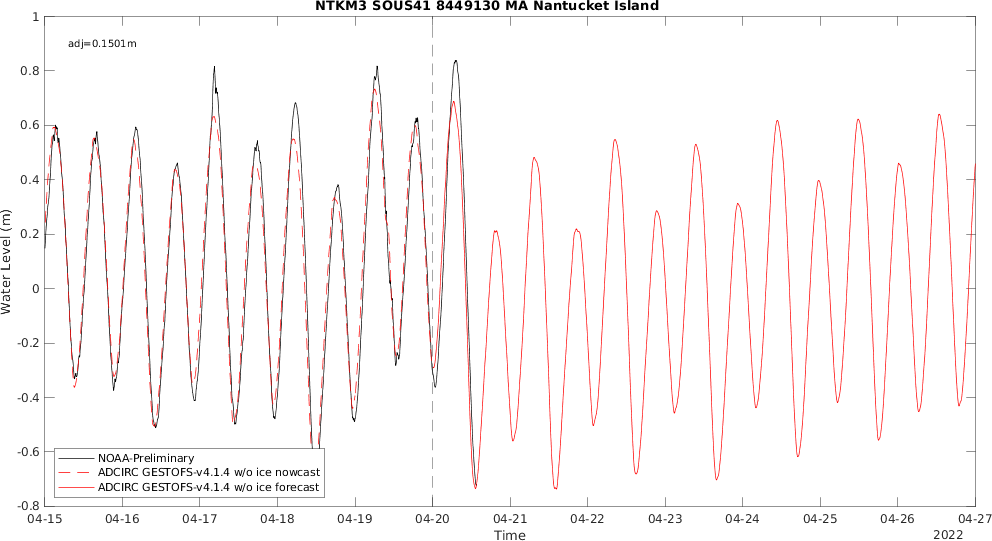 NTKM3 SOUS41 8449130 MA Nantucket Island
adj=0.1501m
1
0.8
0.6
0.4
0.2
0
-0.2
-0.4
-0.6
-0.8
Water Level (m)
NOAA-Preliminary
ADCIRC GESTOFS-v4.1.4 w/o ice nowcast
ADCIRC GESTOFS-v4.1.4 w/o ice forecast
04-15 04-16 04-17 04-18 04-19 04-20 04-21 04-22 04-23 04-24 04-25 04-26 04-27
Time
2022